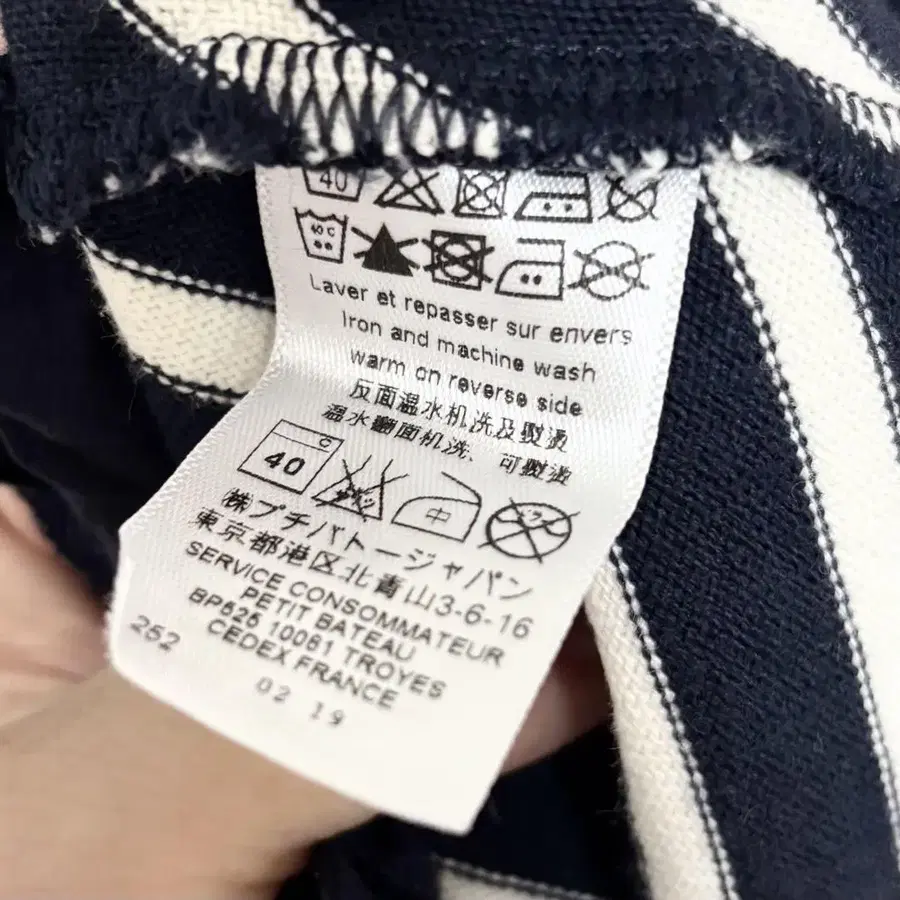 40
40 C
Laver et repasser sur envers
Iron and machine wash
warm on reverse side
反面温水机洗及熨烫
温水翻面机洗、可熨烫
C
40
中
㈱プチバトージャパン
東京都港区北青山3-6-16
SERVICE CONSOMMATEUR
PETIT BATEAU
BP525 10081 TROYES
CEDEX FRANCE
252
02 19